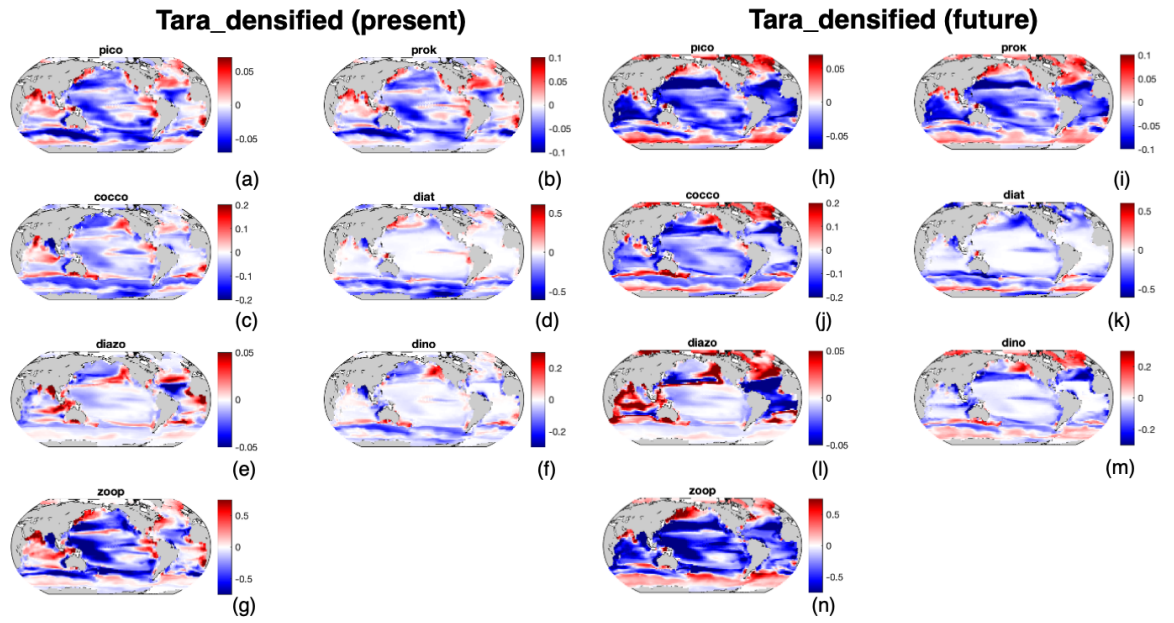 Tara_densified (present)
Tara_densified (future)
pico
0.05
0
-0.05
(a)
prok
0.1
0.05
0
-0.05
-0.1
(b)
pico
0.05
0
-0.05
(h)
prok
0.1
0.05
0
-0.05
-0.1
(i)
cocco
0.2
0.1
0
-0.1
-0.2
(c)
diat
0.5
0
-0.5
(d)
cocco
0.2
0.1
0
-0.1
-0.2
(j)
diat
0.5
0
-0.5
(k)
diazo
0.05
0
-0.05
(e)
dino
0.2
0
-0.2
(f)
diazo
0.05
0
-0.05
(l)
dino
0.2
0
-0.2
(m)
zoop
0.5
0
-0.5
(g)
zoop
0.5
0
-0.5
(n)